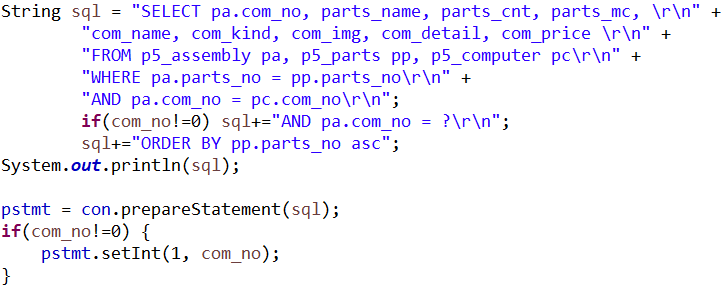 String sql = "SELECT pa.com_no, parts_name, parts_cnt, parts_mc, \r\n" +
"com_name, com_kind, com_img, com_detail, com_price \r\n" +
"FROM p5_assembly pa, p5_parts pp, p5_computer pc\r\n" +
"WHERE pa.parts_no = pp.parts_no\r\n" +
"AND pa.com_no = pc.com_no\r\n";
if(com_no!=0) sql+="AND pa.com_no = ?\r\n";
sql+="ORDER BY pp.parts_no asc";
System.out.println(sql);
pstmt = con.prepareStatement(sql);
if(com_no!=0) {
pstmt.setInt(1, com_no);
}